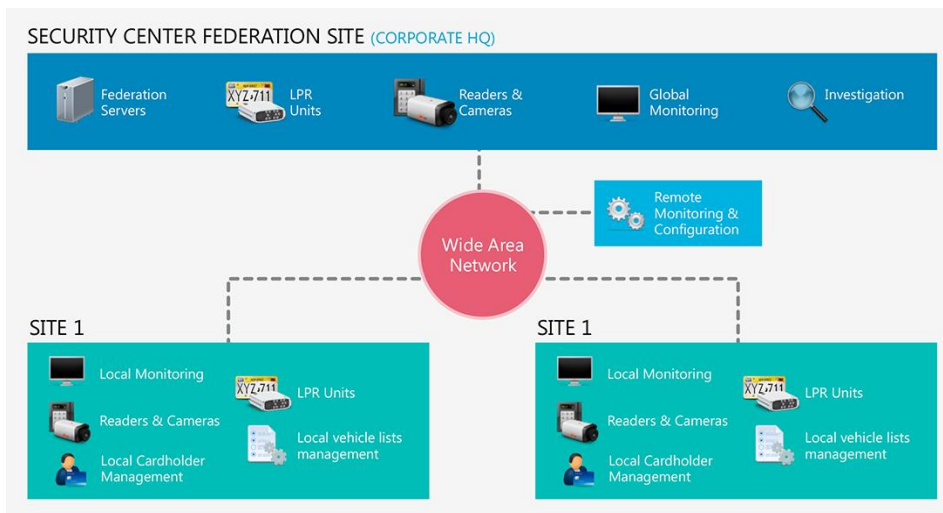 SECURITY CENTER FEDERATION SITE (CORPORATE HQ)
Federation
Servers
XYZ•711
LPR
Units
Readers &
Cameras
Global
Monitoring
Investigation
Wide Area
Network
Remote
Monitoring &
Configuration
SITE 1
Local Monitoring
Readers & Cameras
Local Cardholder
Management
XYZ•711
LPR Units
Local vehicle lists
management
SITE 1
Local Monitoring
Readers & Cameras
Local Cardholder
Management
XYZ•711
LPR Units
Local vehicle lists
management